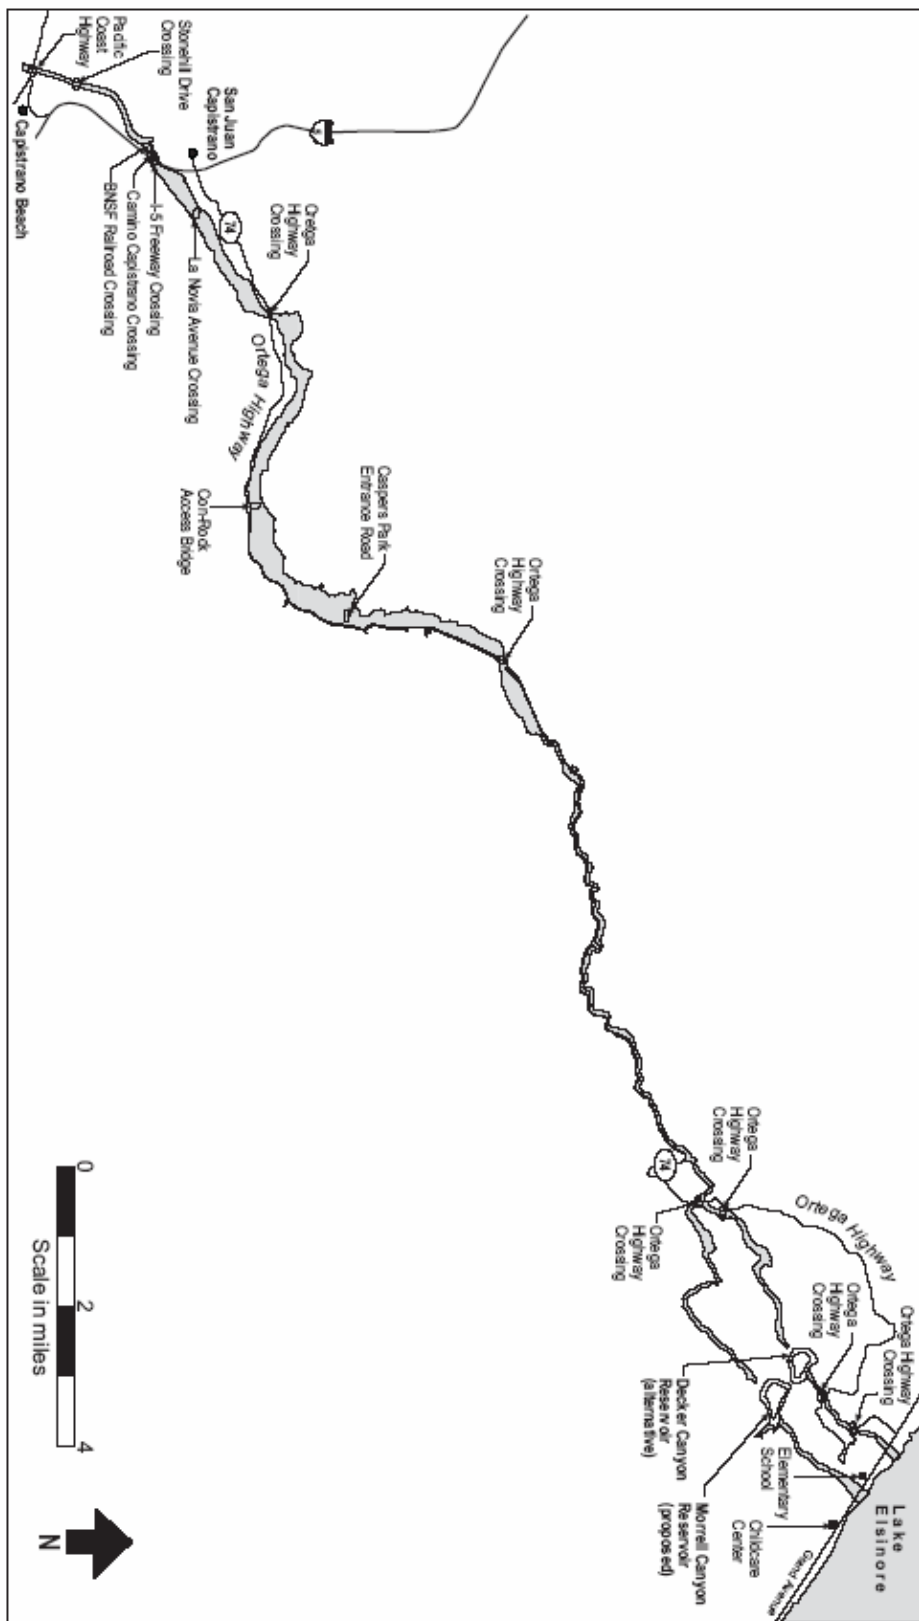 Pacific
Coast
Highway
Stonehill Drive
Crossing
Capistrano Beach
San Juan
Capistrano
5
BNSF Railroad Crossing
Camino Capistrano Crossing
I-5 Freeway Crossing
La Novia Avenue Crossing
74
Oretga
Highway
Crossing
Ortega Highway
Con-Rock
Access Bridge
Caspers Park
Entrance Road
Ortega
Highway
Crossing
Ortega
Highway
Crossing
74
Ortega
Highway
Crossing
Ortega Highway
Ortega
Highway
Crossing
Ortega Highway
Crossing
Decker Canyon
Reservoir
(alternative)
Morrell Canyon
Reservoir
(proposed)
Elementary
School
Childcare
Center
Lake
Elsinore
Grand Avenue
0
2
4
Scale in miles
N